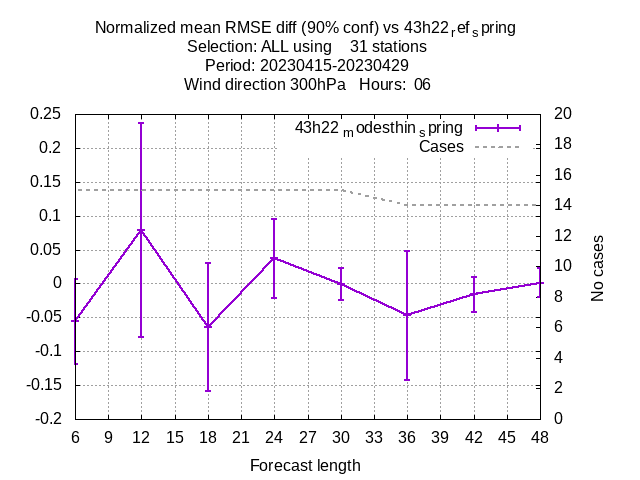 Normalized mean RMSE diff (90% conf) vs 43h22refspring
Selection: ALL using 31 stations
Period: 20230415-20230429
Wind direction 300hPa Hours: 06
43h22modesthinspring
Cases
0.25
0.2
0.15
0.1
0.05
0
-0.05
-0.1
-0.15
-0.2
20
18
16
14
12
10
8
6
4
2
0
No cases
6 9 12 15 18 21 24 27 30 33 36 39 42 45 48
Forecast length